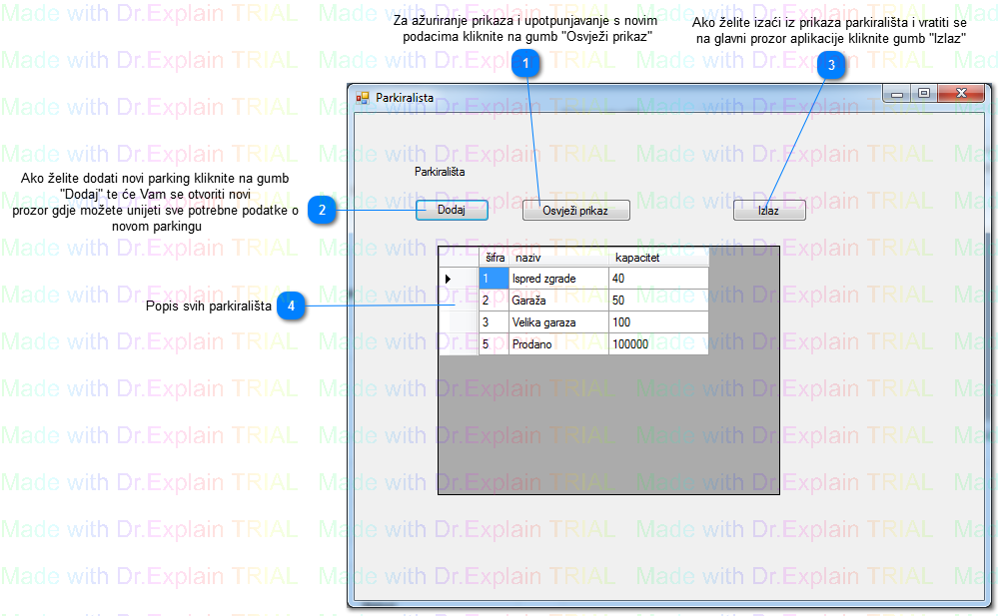 Za ažuriranje prikaza i upotpunjavanje s novim
podacima kliknite na gumb "Osvježi prikaz"
1
Ako želite izaći iz prikaza parkirališta i vratiti se
na glavni prozor aplikacije kliknite gumb "Izlaz"
3
Parkiralista
Ako želite dodati novi parking kliknite na gumb
"Dodaj" te će Vam se otvoriti novi
prozor gdje možete unijeti sve potrebne podatke o
novom parkingu
2
Parkirališta
Dodaj
Osvježi prikaz
Izlaz
šifra naziv kapacitet
1 Ispred zgrade 40
2 Garaža 50
3 Velika garaza 100
5 Prodano 100000
Popis svih parkirališta
4
Made with Dr.Explain TRIAL